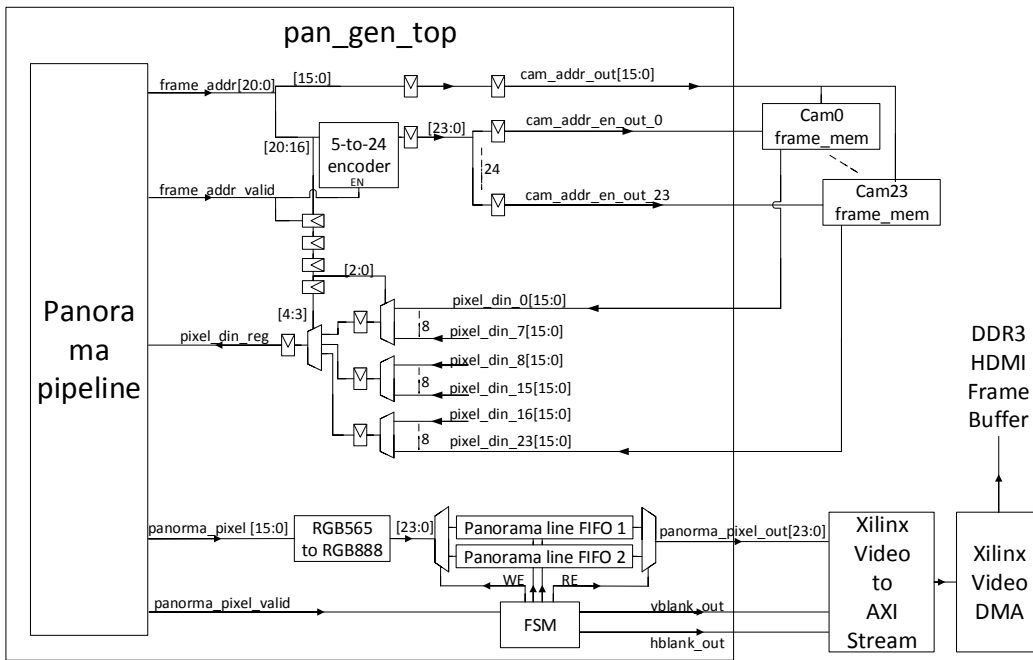 pan_gen_top
frame_addr[20:0]
[15:0]
cam_addr_out[15:0]
[20:16]
5-to-24
encoder
EN
[23:0]
cam_addr_en_out_0
24
cam_addr_en_out_23
Cam0
frame_mem
Cam23
frame_mem
frame_addr_valid
[2:0]
[4:3]
pixel_din_reg
pixel_din_0[15:0]
8
pixel_din_7[15:0]
pixel_din_8[15:0]
8
pixel_din_15[15:0]
pixel_din_16[15:0]
8
pixel_din_23[15:0]
Panora
ma
pipeline
DDR3
HDMI
Frame
Buffer
panorma_pixel [15:0]
RGB565
to RGB888
[23:0]
Panorama line FIFO 1
Panorama line FIFO 2
panorma_pixel_out[23:0]
WE
RE
panorma_pixel_valid
FSM
vblank_out
hblank_out
Xilinx
Video
to
AXI
Stream
Xilinx
Video
DMA